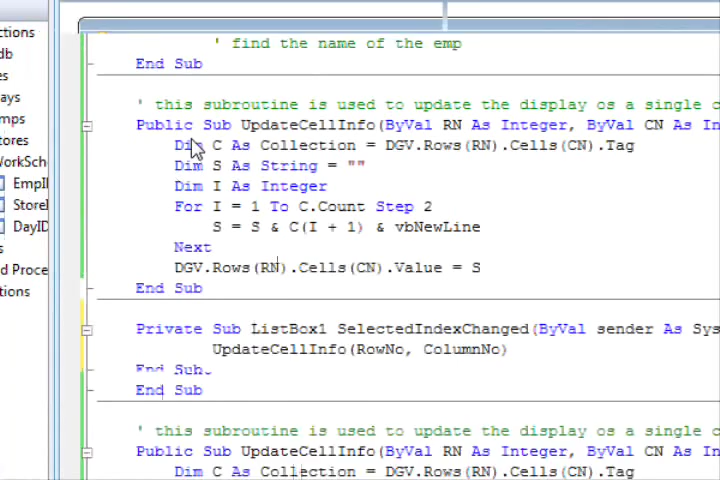 ctions
db
es
ays
mps
tores
WorkSch
EmpI
Store
DayID
s
d Proce
tions
' find the name of the emp
End Sub
' this subroutine is used to update the display os a single c
Public Sub UpdateCellInfo(ByVal RN As Integer, ByVal CN As In
Dim C As Collection = DGV.Rows(RN).Cells(CN).Tag
Dim S As String = ""
Dim I As Integer
For I = 1 To C.Count Step 2
S = S & C(I + 1) & vbNewLine
Next
DGV.Rows(RN).Cells(CN).Value = S
End Sub
Private Sub ListBox1 SelectedIndexChanged(ByVal sender As Sys
UpdateCellInfo(RowNo, ColumnNo)
End Sub
End Sub
' this subroutine is used to update the display os a single c
Public Sub UpdateCellInfo(ByVal RN As Integer, ByVal CN As In
Dim C As Collection = DGV.Rows(RN).Cells(CN).Tag